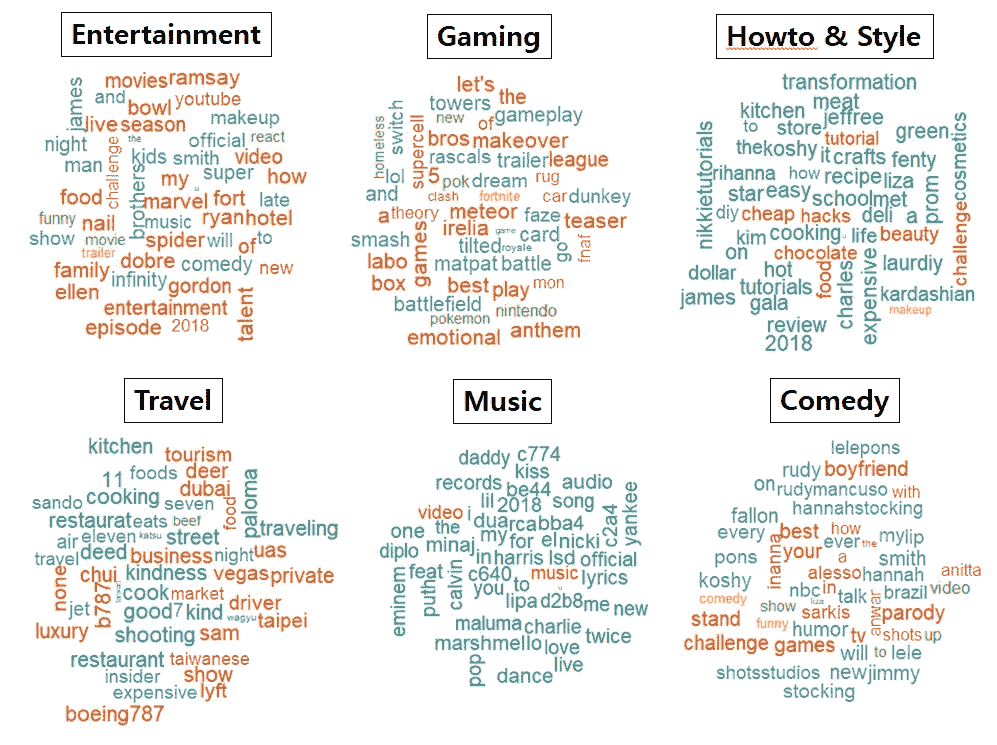 Entertainment
Gaming
Howto & Style
movies ramsay
james and bowl youtube
live season makeup
night challenge the official react
man kids smith video
my super how
food brothers marvel fort late
funny nail music ryan hotel
show movie spider will of to
trailer dobre comedy new
family infinity gordon
ellen entertainment talent
episode 2018
let's
towers the
homeless switch new of gameplay
supercell bros makeover
rascals trailer league
lol 5 pok dream rug
and clash fortnite car dunkey
a theory meteor faze teaser
irelia game card go fnaf
smash games tilted royale
labo matpat battle
box best play mon
battlefield nintendo
pokemon anthem
emotional
transformation
kitchen meat
jeffree
to store tutorial green
nikkietutorials the koshy it crafts fenty cosmetics
rihanna how recipe liza
star easy school met prom
diy cheap hacks deli a
kim cooking life beauty challenge
on chocolate
dollar hot food charles expensive laurdiy
james tutorials kardashian
gala makeup
review
2018
Travel
Music
Comedy
kitchen
tourism
11 foods deer
dubai
sando cooking seven food paloma
restaurat eats beef traveling
air eleven katsu street
travel deed business night uas
none chui kindness vegas private
jet b787 taiwan cook market
good7 kind driver
wagyu taipei
luxury shooting sam
restaurant taiwanese
insider show
expensive lyft
boeing787
daddy c774
kiss
records be44 audio
lil 2018 song
video i dua rca bba4 c2a4 yankee
one the my for el nicki
diplo minaj in harris lsd official
feat calvin c640 music lyrics
eminem puth you to
lipa d2b8 me new
maluma charlie
marshmello love twice
pop live
dance
lelepons
rudy boyfriend
on rudymancuso with
hannahstocking
fallon
every best how mylip
inanna your ever the
pons a smith
koshy alesso hannah anitta
nbc in talk brazil video
comedy show liza sarkis anwar parody
stand funny humor tv shots up
challenge games will to lele
shotsstudios new jimmy
stocking